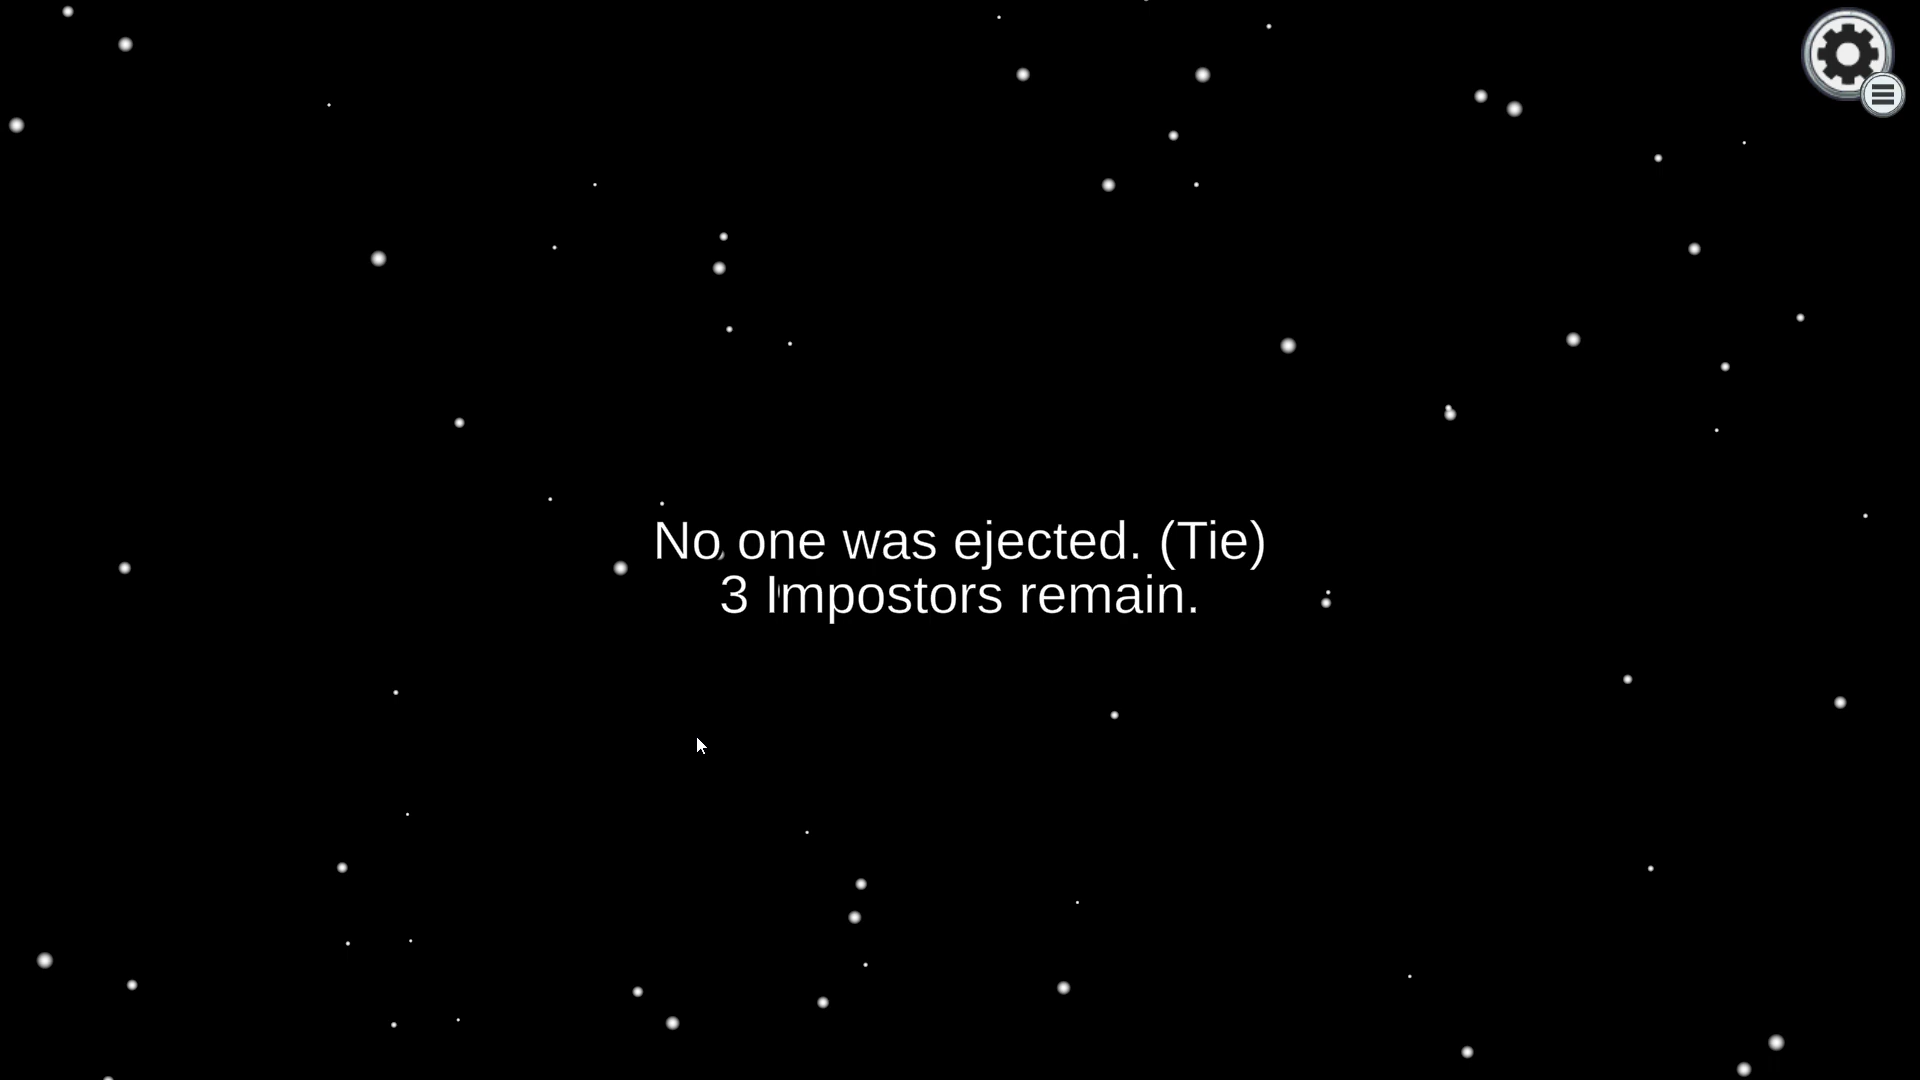 No one was ejected. (Tie)
3 Impostors remain.